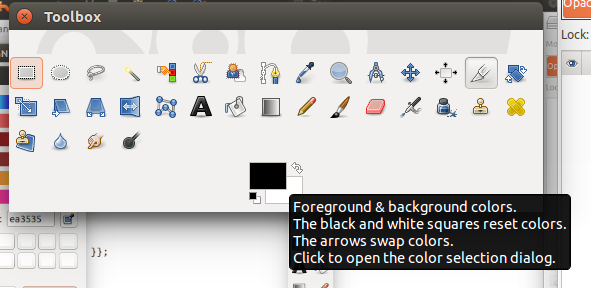 Toolbox
Opac
Lock:
ea3535
}};
Foreground & background colors.
The black and white squares reset colors.
The arrows swap colors.
Click to open the color selection dialog.